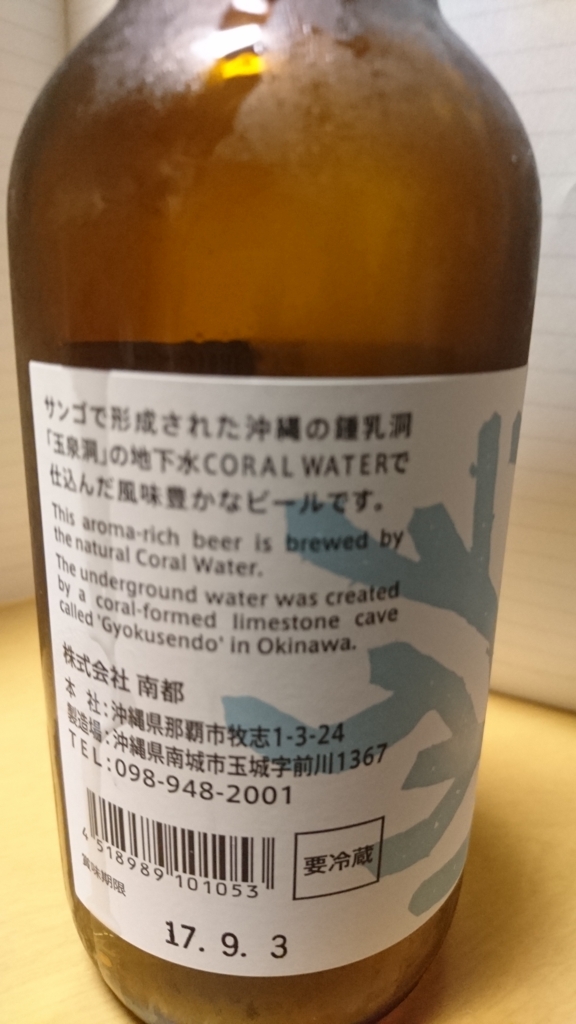 サンゴで形成された沖縄の鍾乳洞
「玉泉洞」の地下水CORAL WATERで
仕込んだ風味豊かなビールです。
This aroma-rich beer is brewed by
the natural Coral Water.
The underground water was created
by a coral-formed limestone cave
called 'Gyokusendo' in Okinawa.
株式会社 南都
本 社:沖縄県那覇市牧志1-3-24
製造場:沖縄県南城市玉城字前川1367
TEL:098-948-2001
4 518989 101053
要冷蔵
賞味期限
17. 9. 3